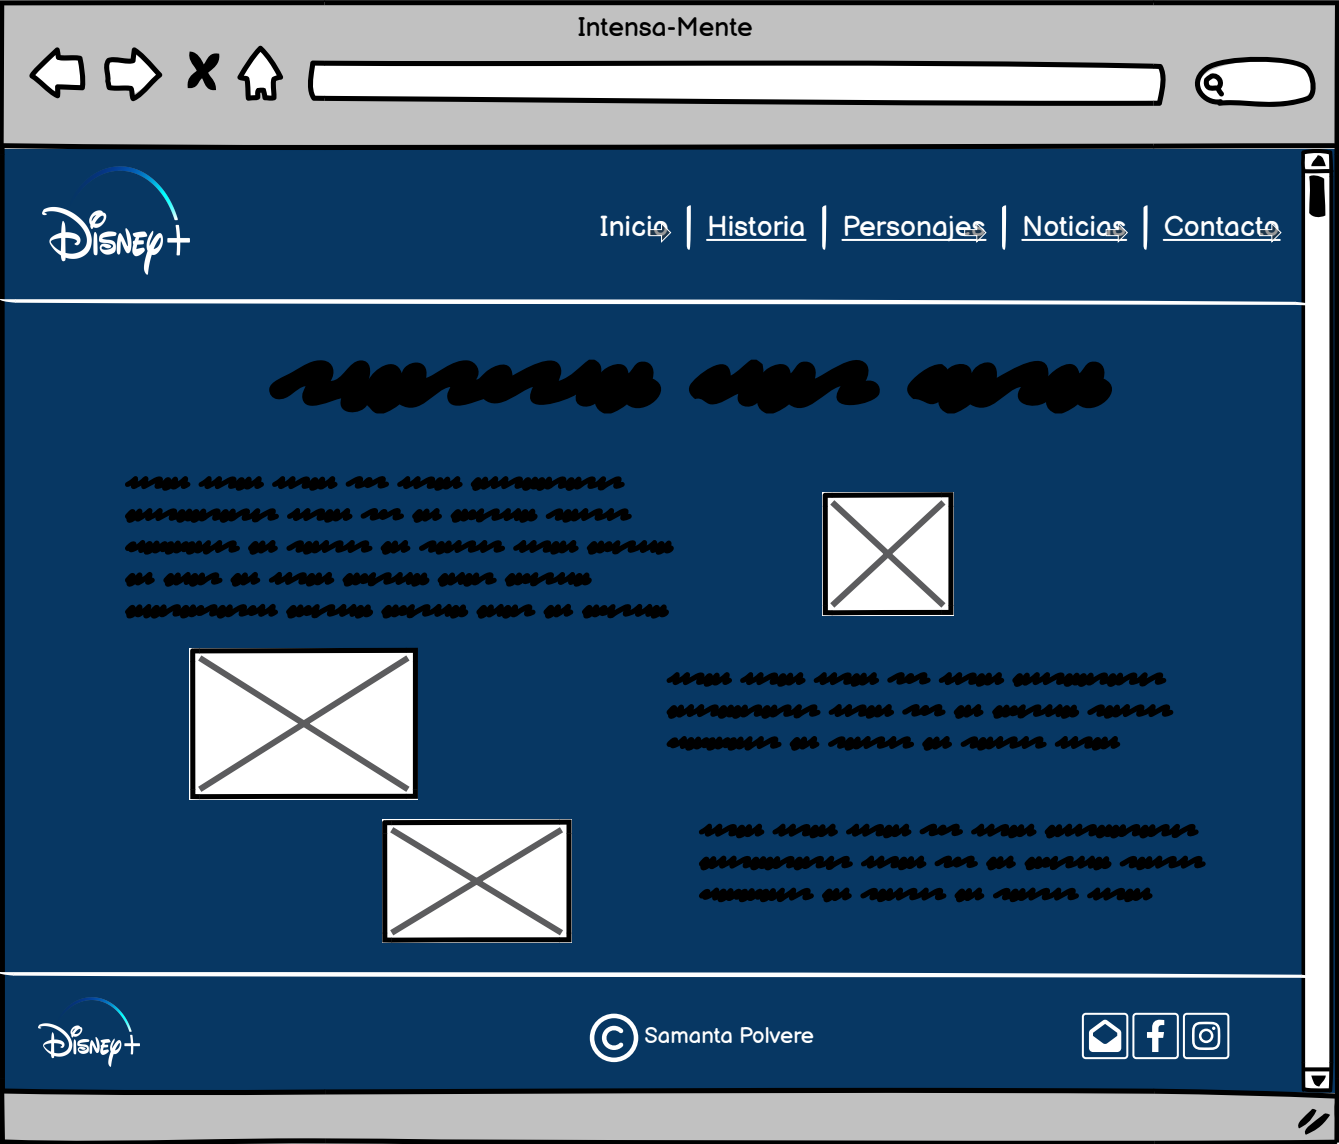 Intensa-Mente
Disney+
Inicio | Historia | Personajes | Noticias | Contacto
Disney+
© Samanta Polvere